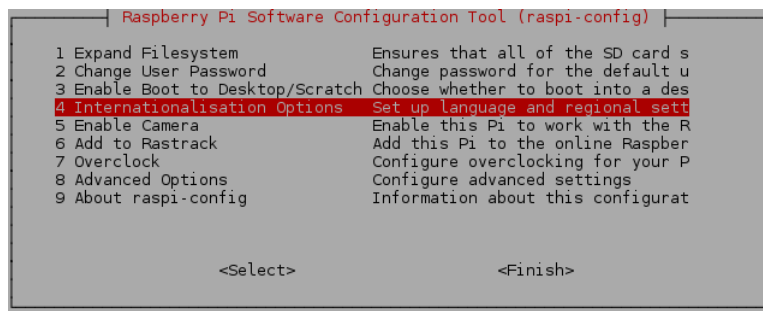 Raspberry Pi Software Configuration Tool (raspi-config)
1 Expand Filesystem Ensures that all of the SD card s
2 Change User Password Change password for the default u
3 Enable Boot to Desktop/Scratch Choose whether to boot into a des
4 Internationalisation Options Set up language and regional sett
5 Enable Camera Enable this Pi to work with the R
6 Add to Rastrack Add this Pi to the online Raspber
7 Overclock Configure overclocking for your P
8 Advanced Options Configure advanced settings
9 About raspi-config Information about this configurat
<Select> <Finish>